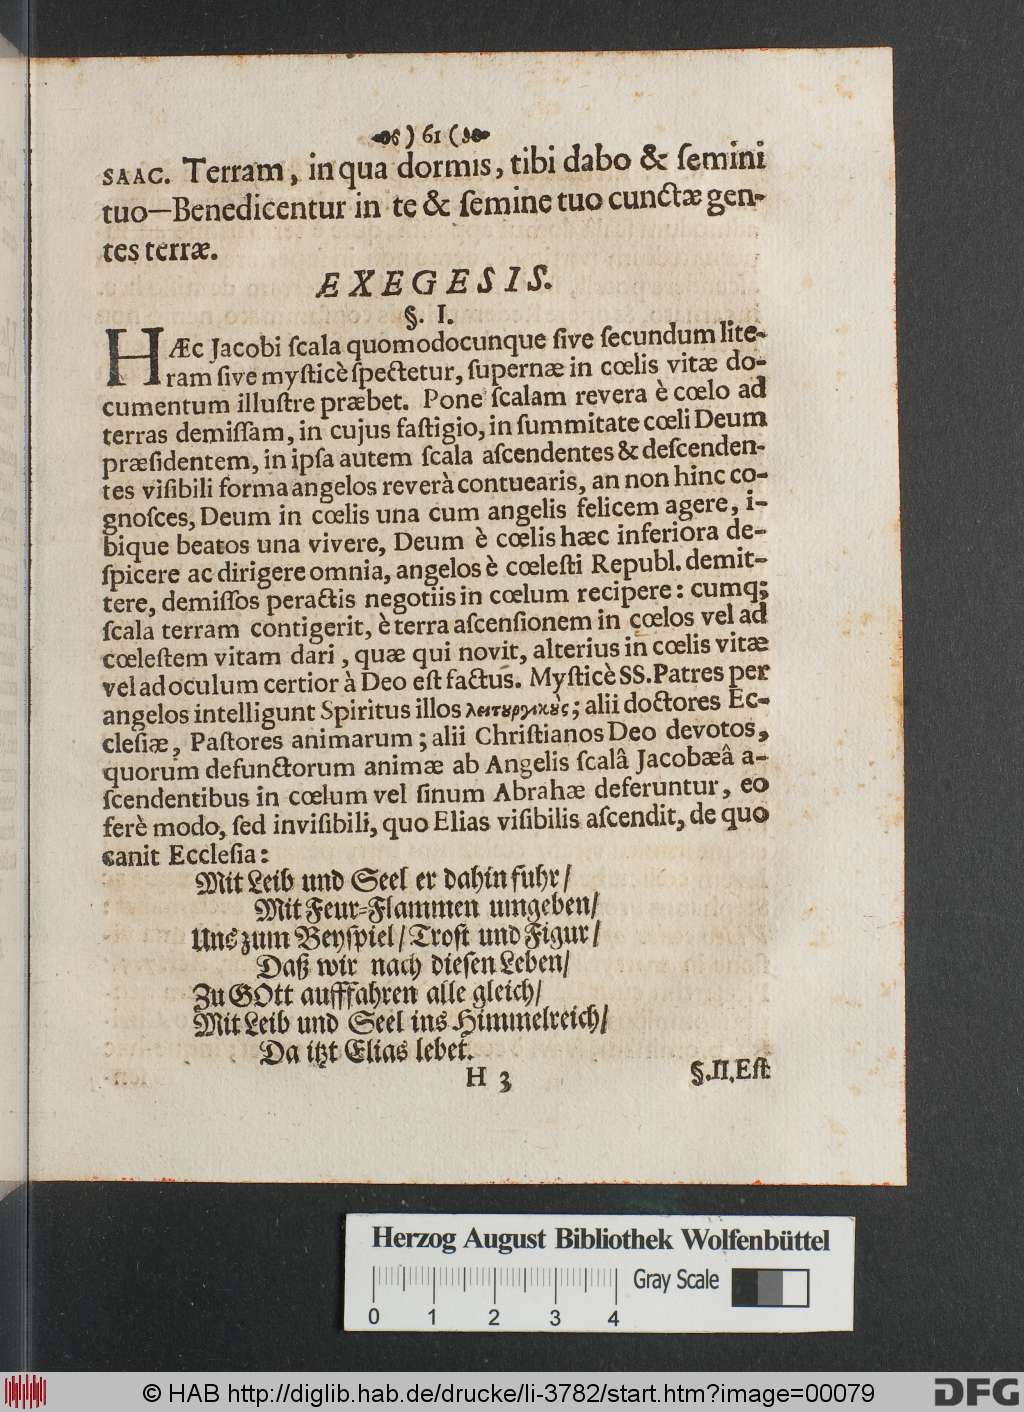 ) 61 (
SAAC. Terram, in qua dormis, tibi dabo & ſemini
tuo—Benedicentur in te & ſemine tuo cunctæ gen-
tes terræ.
ÆXEGESIS.
§. I.
HÆc Jacobi ſcala quomodocunque ſive ſecundum lite-
ram ſive myſticè ſpectetur, ſupernæ in cœlis vitæ do-
cumentum illuſtre præbet. Pone ſcalam revera è cœlo ad
terras demiſſam, in cujus faſtigio, in ſummitate cœli Deum
præſidentem, in ipſa autem ſcala aſcendentes & deſcenden-
tes viſibili forma angelos reverà contuearis, an non hinc co-
gnoſces, Deum in cœlis una cum angelis felicem agere, i-
bique beatos una vivere, Deum è cœlis hæc inferiora de-
ſpicere ac dirigere omnia, angelos è cœleſti Republ. demit-
tere, demiſſos peractis negotiis in cœlum recipere: cumq;
ſcala terram contigerit, è terra aſcenſionem in cœlos vel ad
cœleſtem vitam dari, quæ qui novit, alterius in cœlis vitæ
vel ad oculum certior à Deo eſt factus. Myſticè SS. Patres per
angelos intelligunt Spiritus illos λειτȣργικȣ̀ς; alii doctores Ec-
cleſiæ, Paſtores animarum; alii Chriſtianos Deo devotos,
quorum defunctorum animæ ab Angelis ſcalâ Jacobæâ a-
ſcendentibus in cœlum vel ſinum Abrahæ deferuntur, eo
ferè modo, ſed inviſibili, quo Elias viſibilis aſcendit, de quo
canit Eccleſia:
Mit Leib und Seel er dahin fuhr/
Mit Feur-Flammen umgeben/
Uns zum Beyſpiel/ Troſt und Figur/
Daß wir nach dieſen Leben/
Zu GOtt aufffahren alle gleich/
Mit Leib und Seel ins Himmelreich/
Da itzt Elias lebet.
H 3
§. II. Eſt
Herzog August Bibliothek Wolfenbüttel
Gray Scale
0 1 2 3 4
© HAB http://diglib.hab.de/drucke/li-3782/start.htm?image=00079
DFG